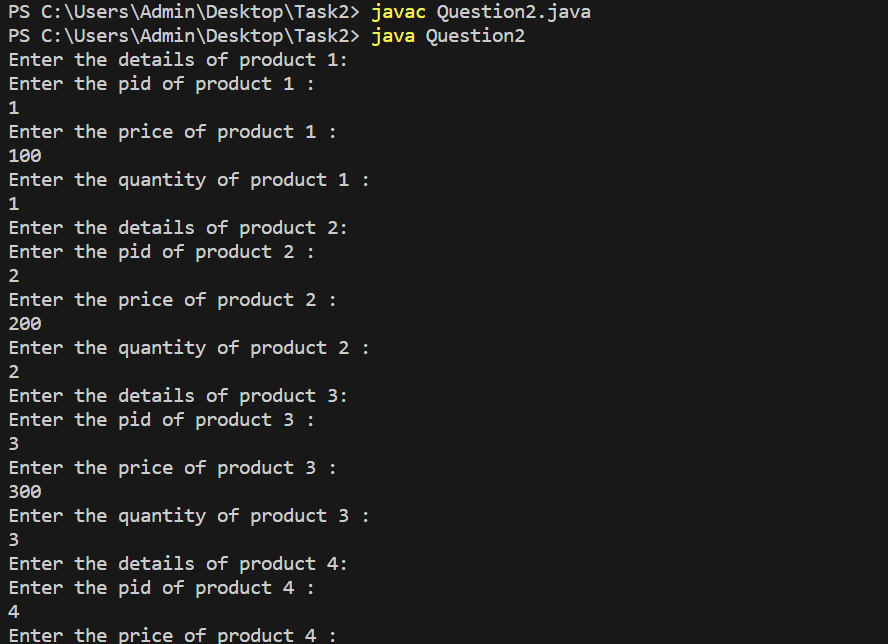 PS C:\Users\Admin\Desktop\Task2> javac Question2.java
PS C:\Users\Admin\Desktop\Task2> java Question2
Enter the details of product 1:
Enter the pid of product 1 :
1
Enter the price of product 1 :
100
Enter the quantity of product 1 :
1
Enter the details of product 2:
Enter the pid of product 2 :
2
Enter the price of product 2 :
200
Enter the quantity of product 2 :
2
Enter the details of product 3:
Enter the pid of product 3 :
3
Enter the price of product 3 :
300
Enter the quantity of product 3 :
3
Enter the details of product 4:
Enter the pid of product 4 :
4
Enter the price of product 4 :